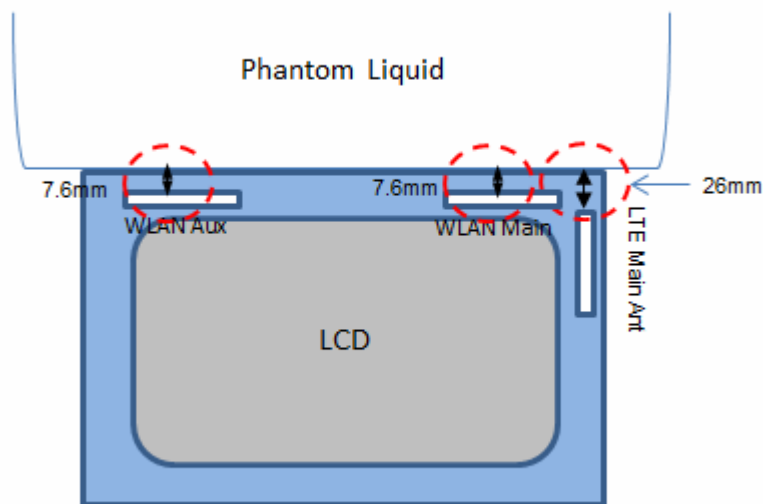 Phantom Liquid
7.6mm
7.6mm
26mm
WLAN Aux
WLAN Main
LTE Main Ant
LCD